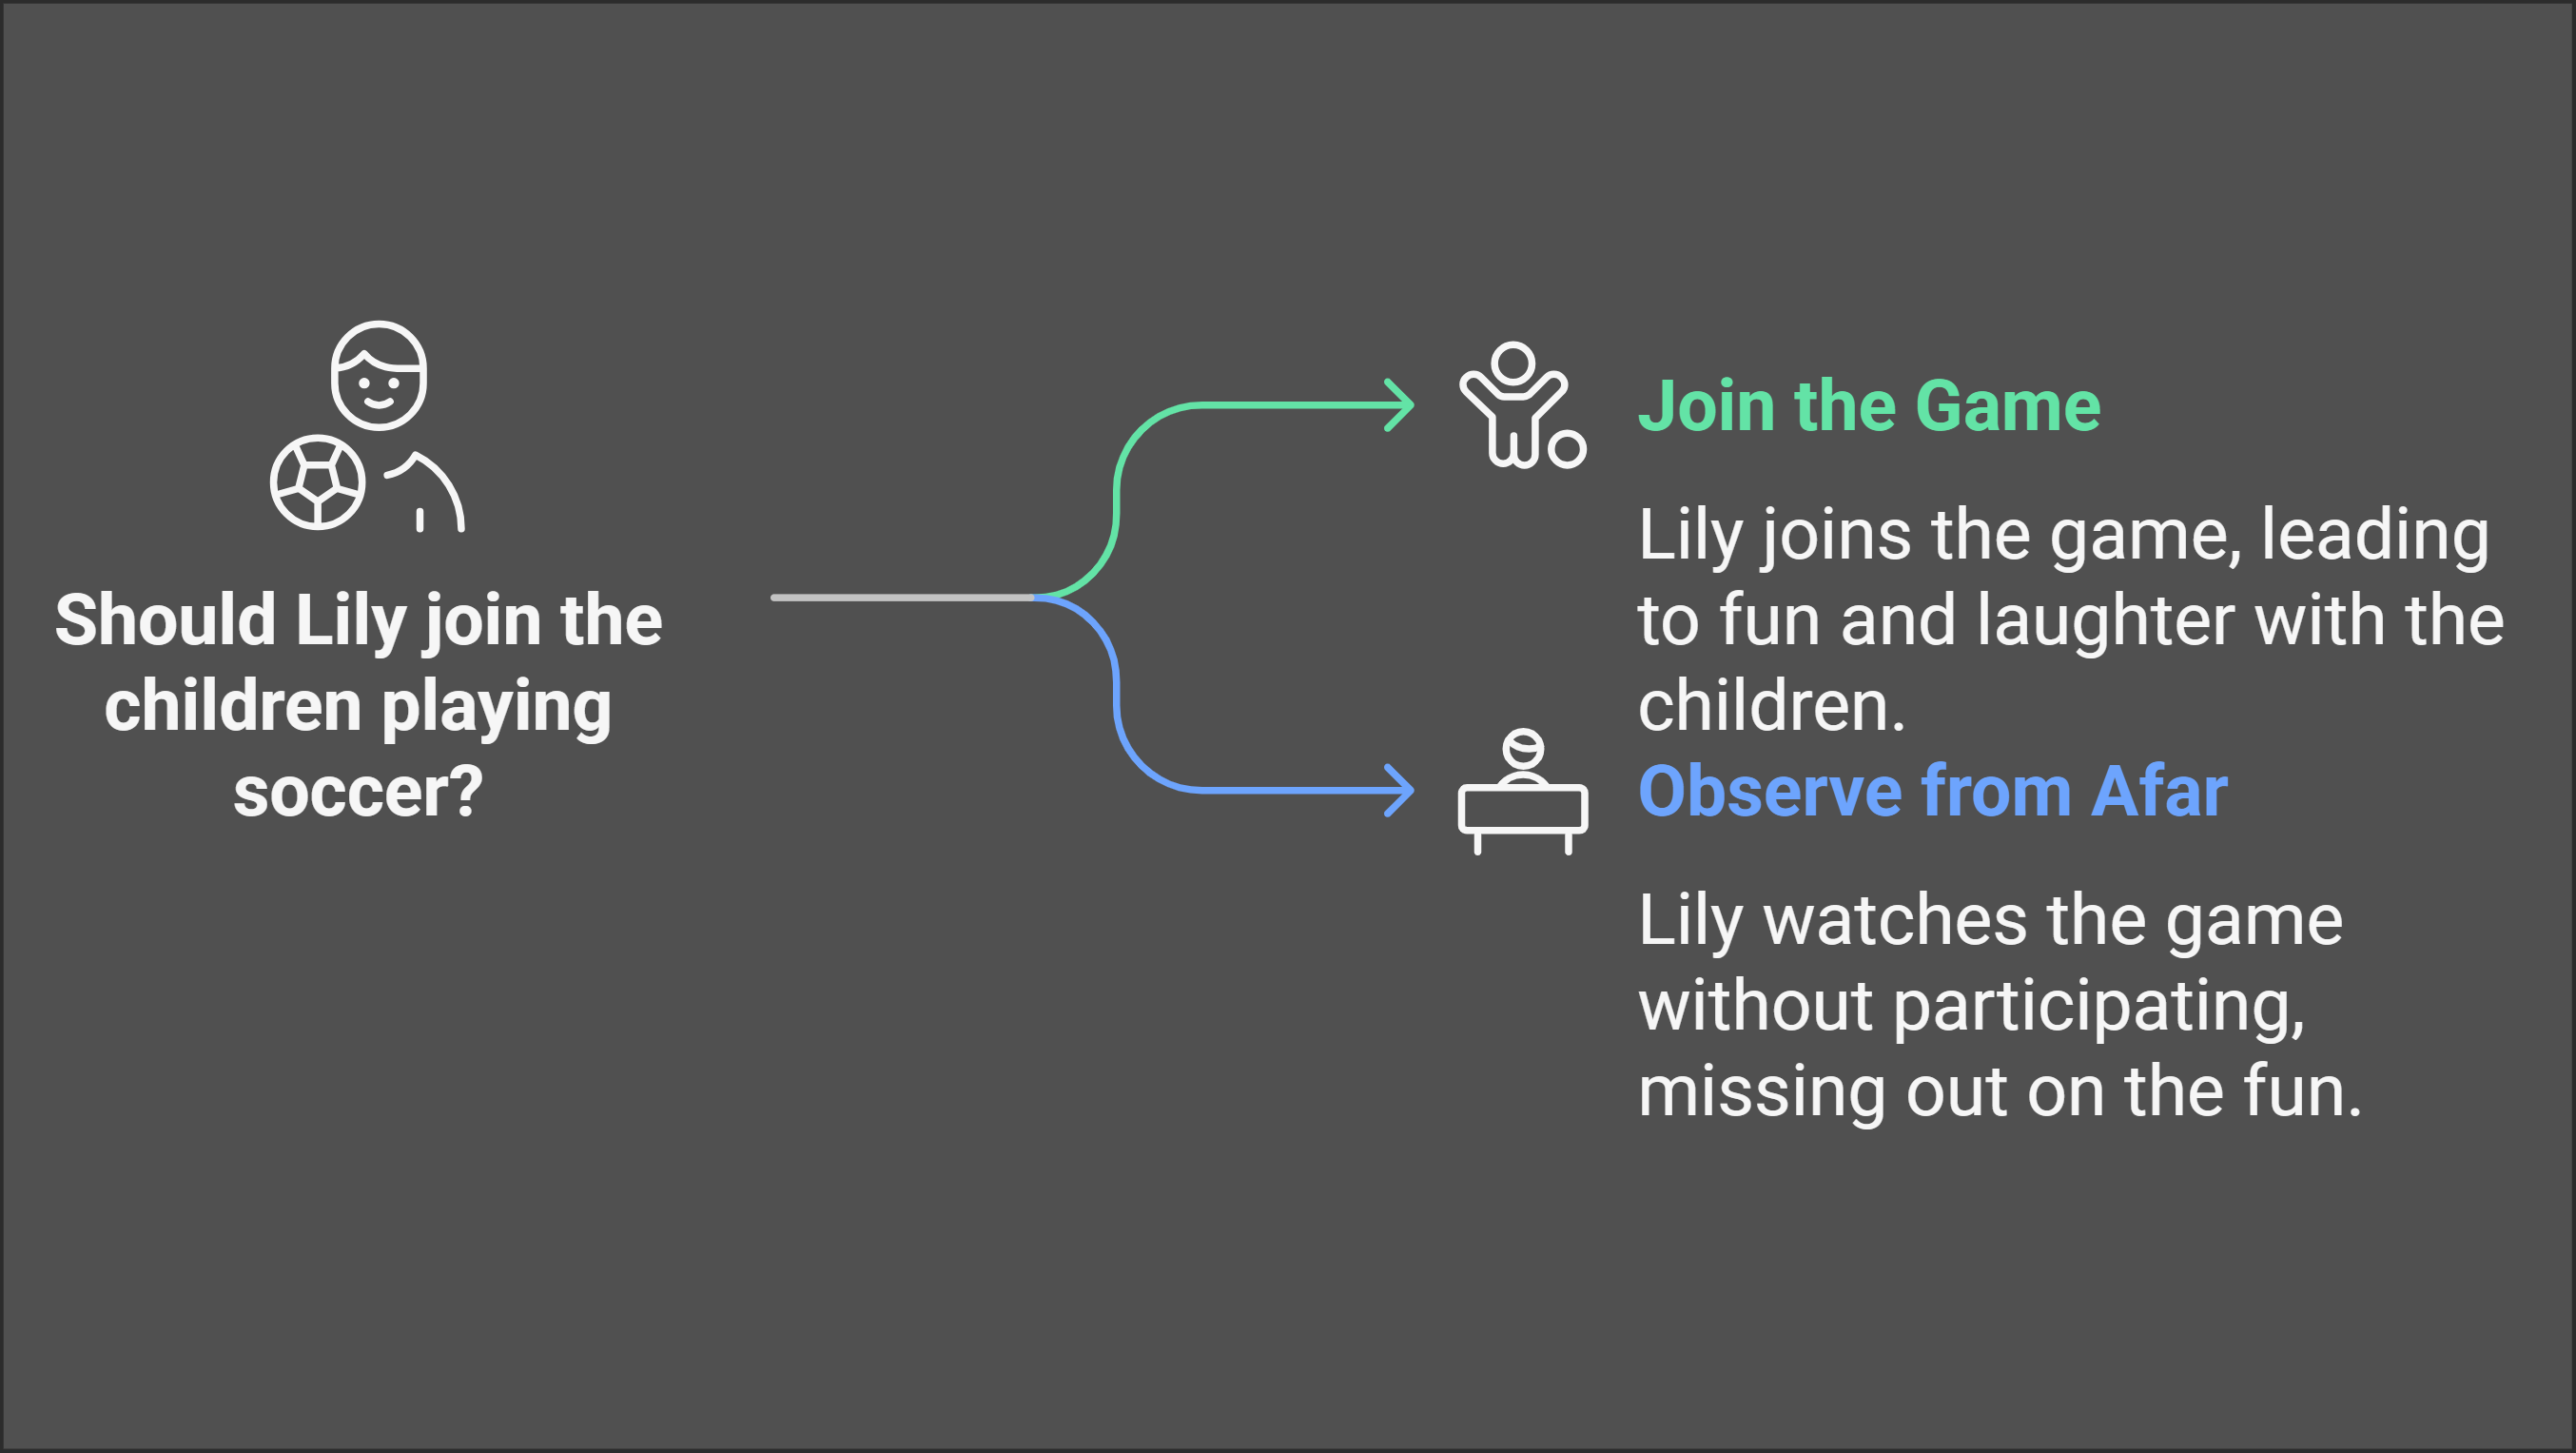 Should Lily join the
children playing
soccer?
Join the Game
Lily joins the game, leading
to fun and laughter with the
children.
Observe from Afar
Lily watches the game
without participating,
missing out on the fun.